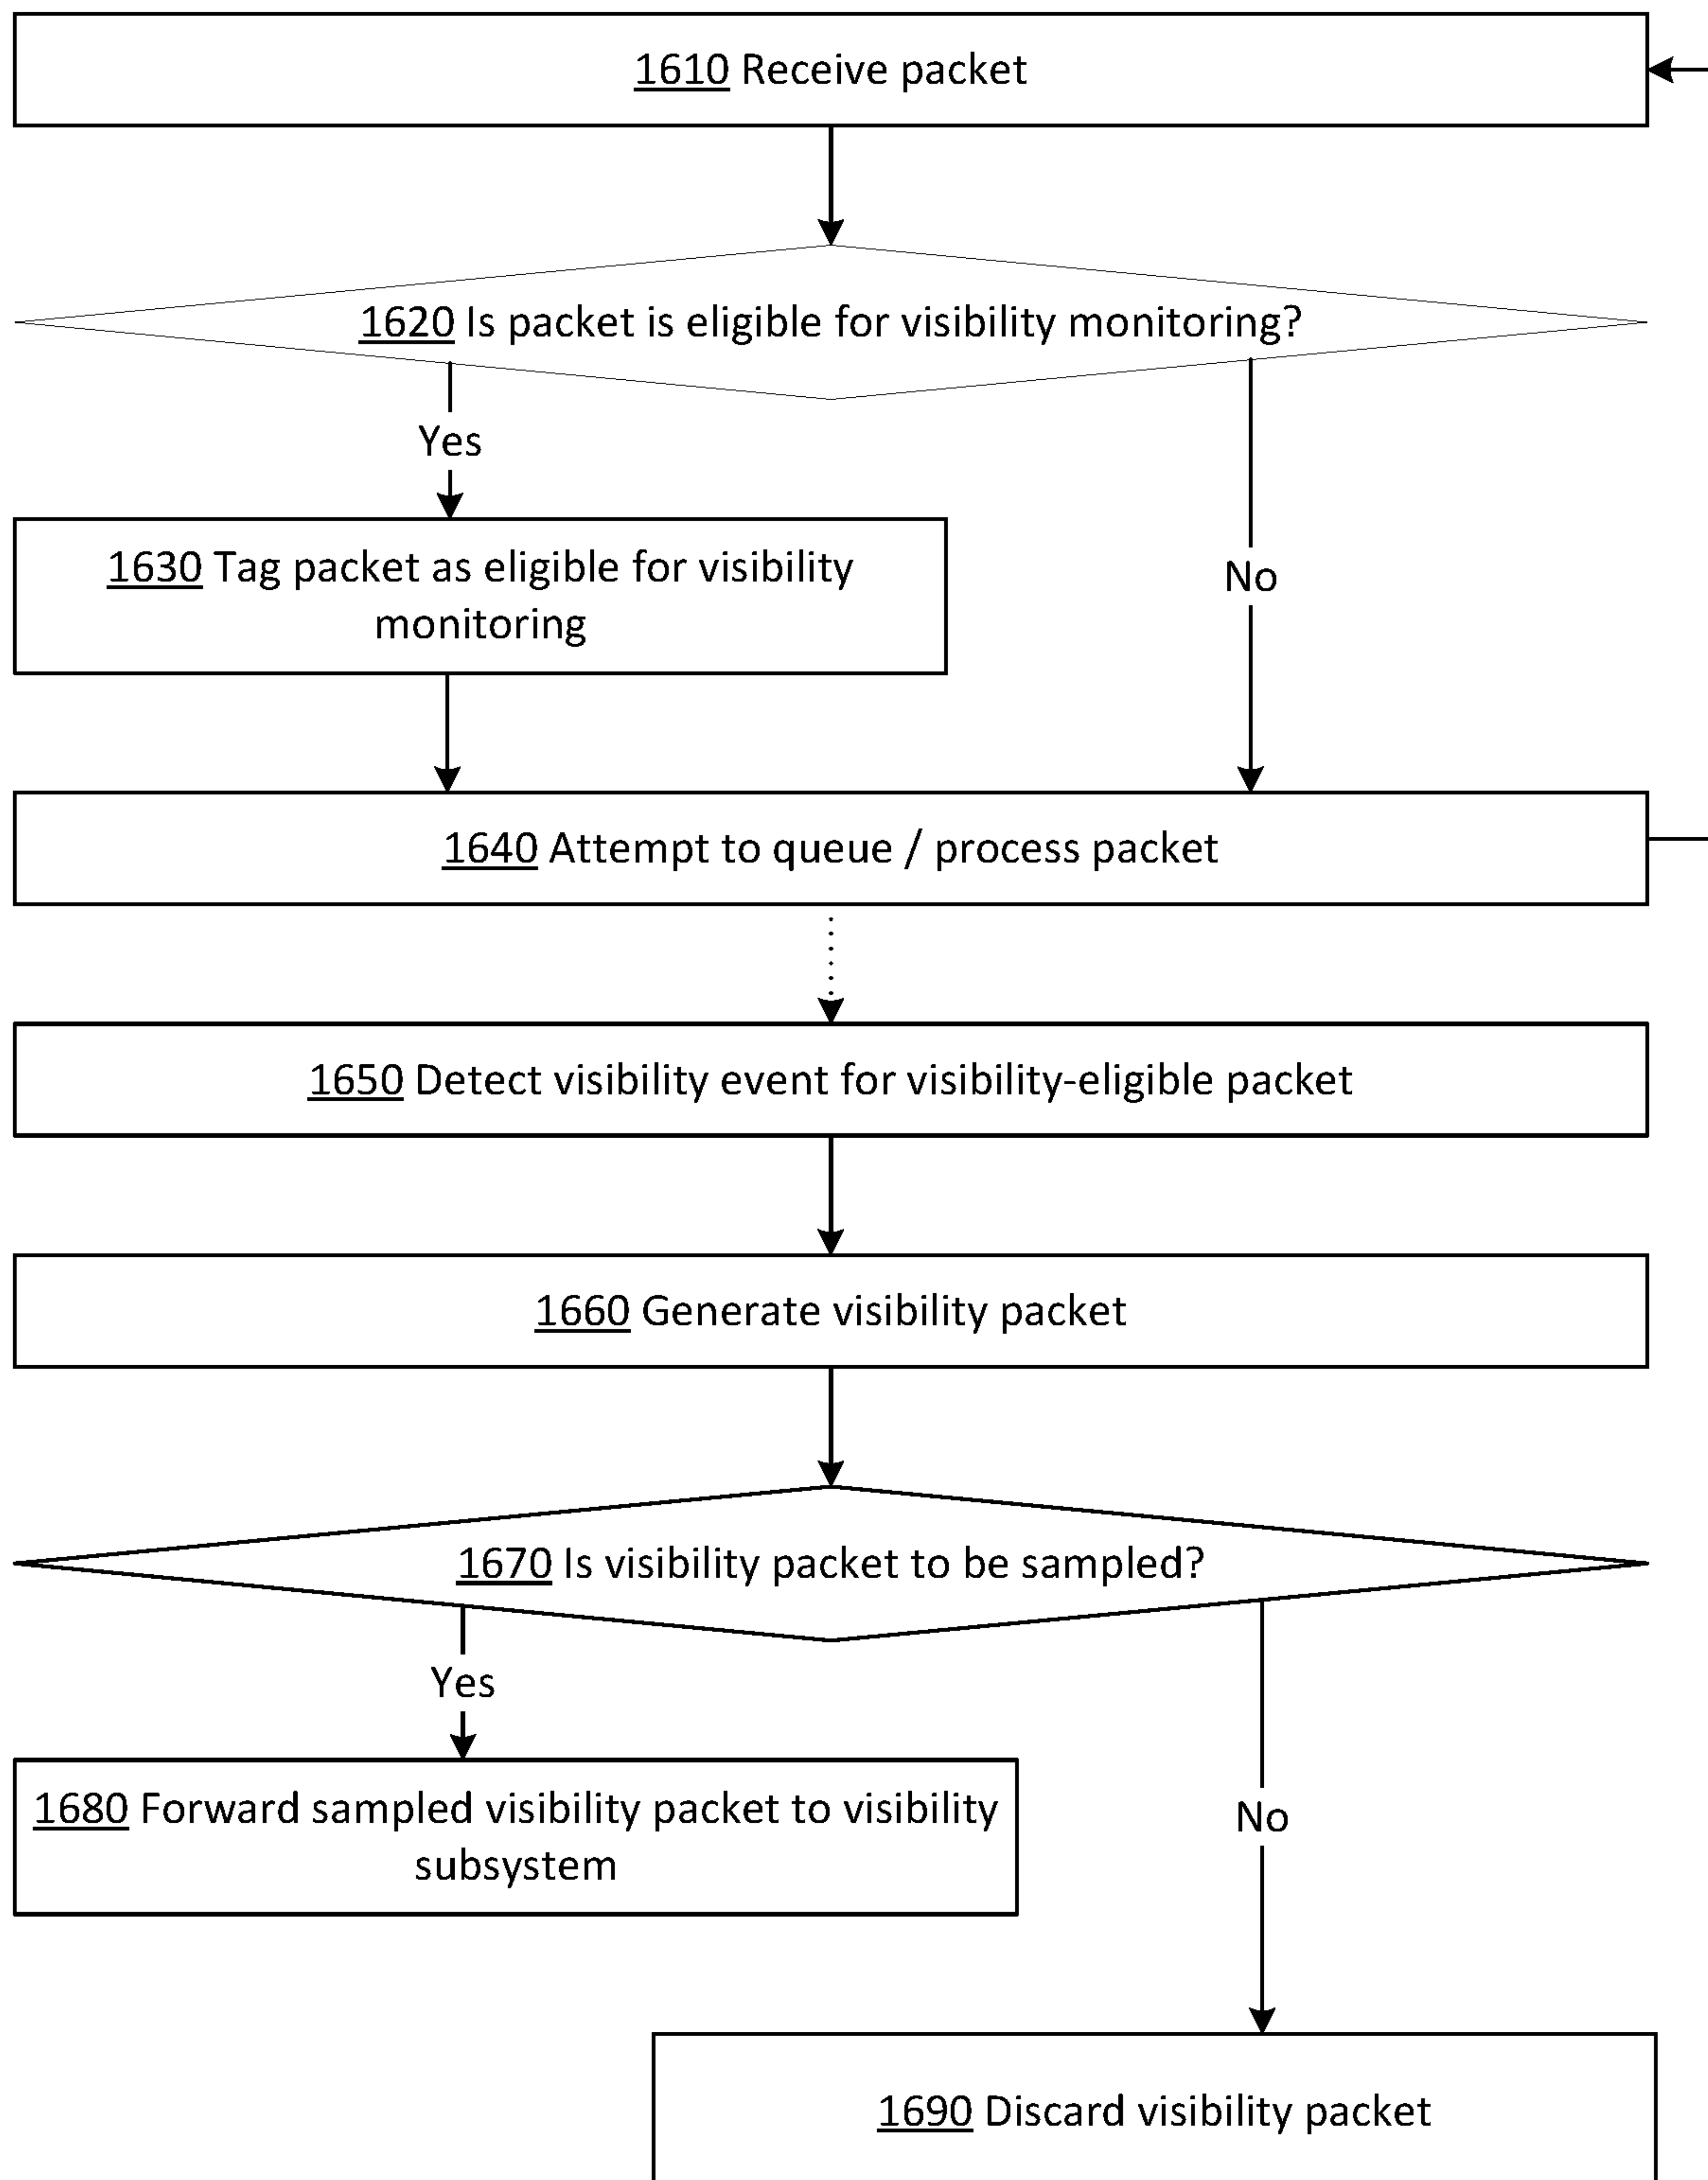 1610 Receive packet
1620 Is packet is eligible for visibility monitoring?
Yes
1630 Tag packet as eligible for visibility
monitoring
No
1640 Attempt to queue / process packet
1650 Detect visibility event for visibility-eligible packet
1660 Generate visibility packet
1670 Is visibility packet to be sampled?
Yes
1680 Forward sampled visibility packet to visibility
subsystem
No
1690 Discard visibility packet